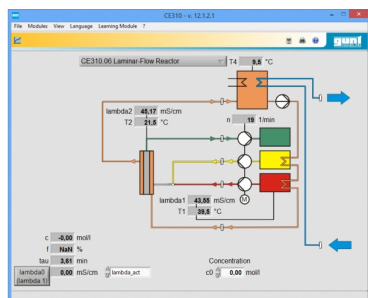 CE310 - v. 12.1.2.1
File Modules View Language Learning Module ?
gunt
CE310.06 Laminar-Flow Reactor
T4 9,5 °C
lambda2 45,17 mS/cm
T2 21,5 °C
n 19 1/min
lambda1 43,55 mS/cm
T1 39,8 °C
M
c -0,00 mol/l
f NaN %
tau 3,61 min
lambda0 (lambda 1) 0,00 mS/cm lambda_act
Concentration
c0 0,00 mol/l